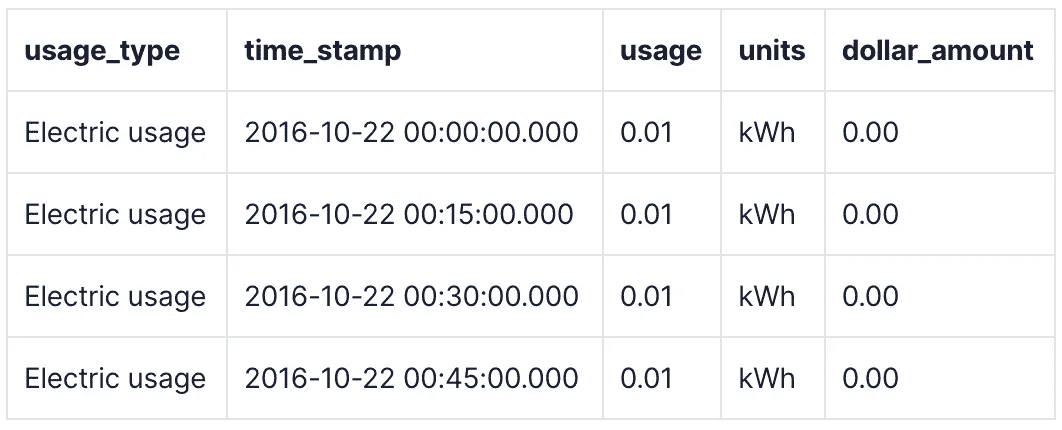 usage_type time_stamp usage units dollar_amount
Electric usage 2016-10-22 00:00:00.000 0.01 kWh 0.00
Electric usage 2016-10-22 00:15:00.000 0.01 kWh 0.00
Electric usage 2016-10-22 00:30:00.000 0.01 kWh 0.00
Electric usage 2016-10-22 00:45:00.000 0.01 kWh 0.00